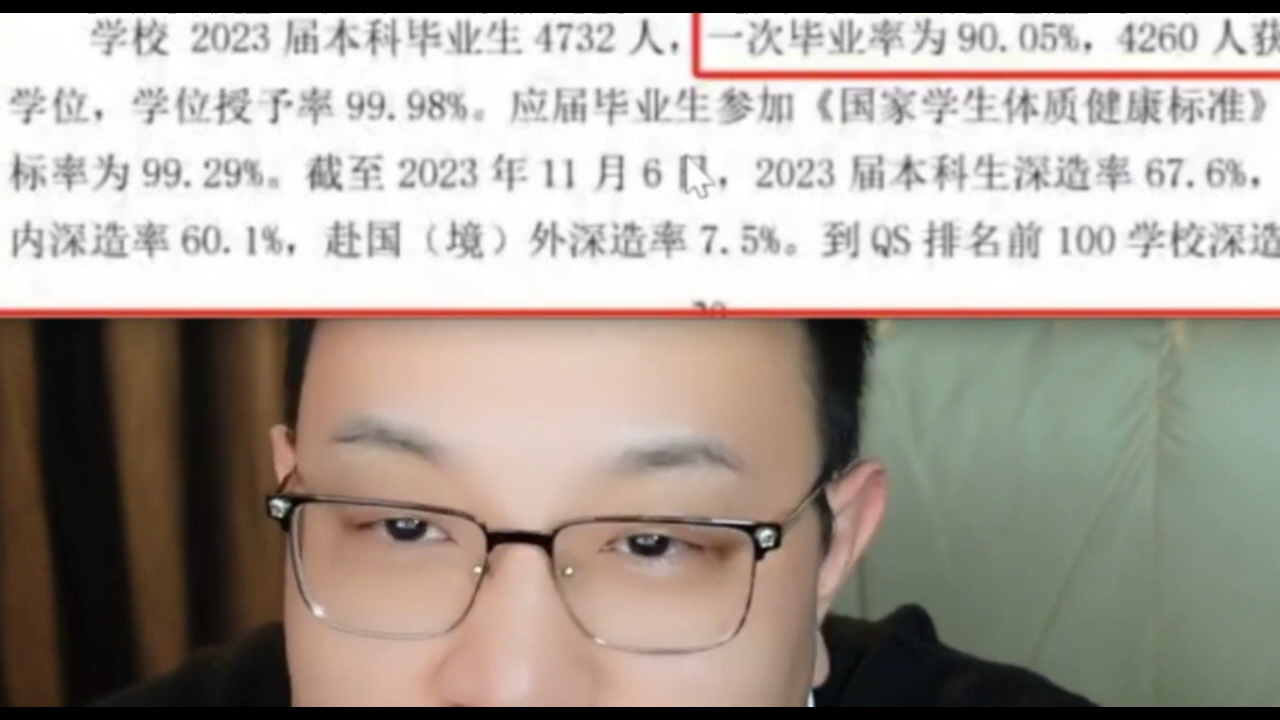 学校 2023 届本科毕业生 4732 人，一次毕业率为 90.05%，4260 人获
学位，学位授予率 99.98%。应届毕业生参加《国家学生体质健康标准》
标率为 99.29%。截至 2023 年 11 月 6 日，2023 届本科生深造率 67.6%，
内深造率 60.1%，赴国（境）外深造率 7.5%。到 QS 排名前 100 学校深造